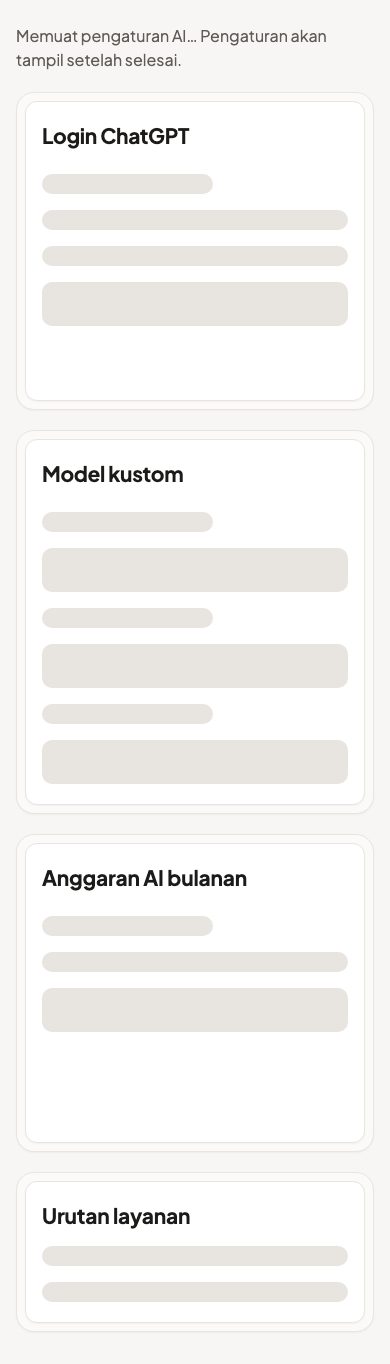 Memuat pengaturan AI… Pengaturan akan
tampil setelah selesai.
Login ChatGPT
Model kustom
Anggaran AI bulanan
Urutan layanan